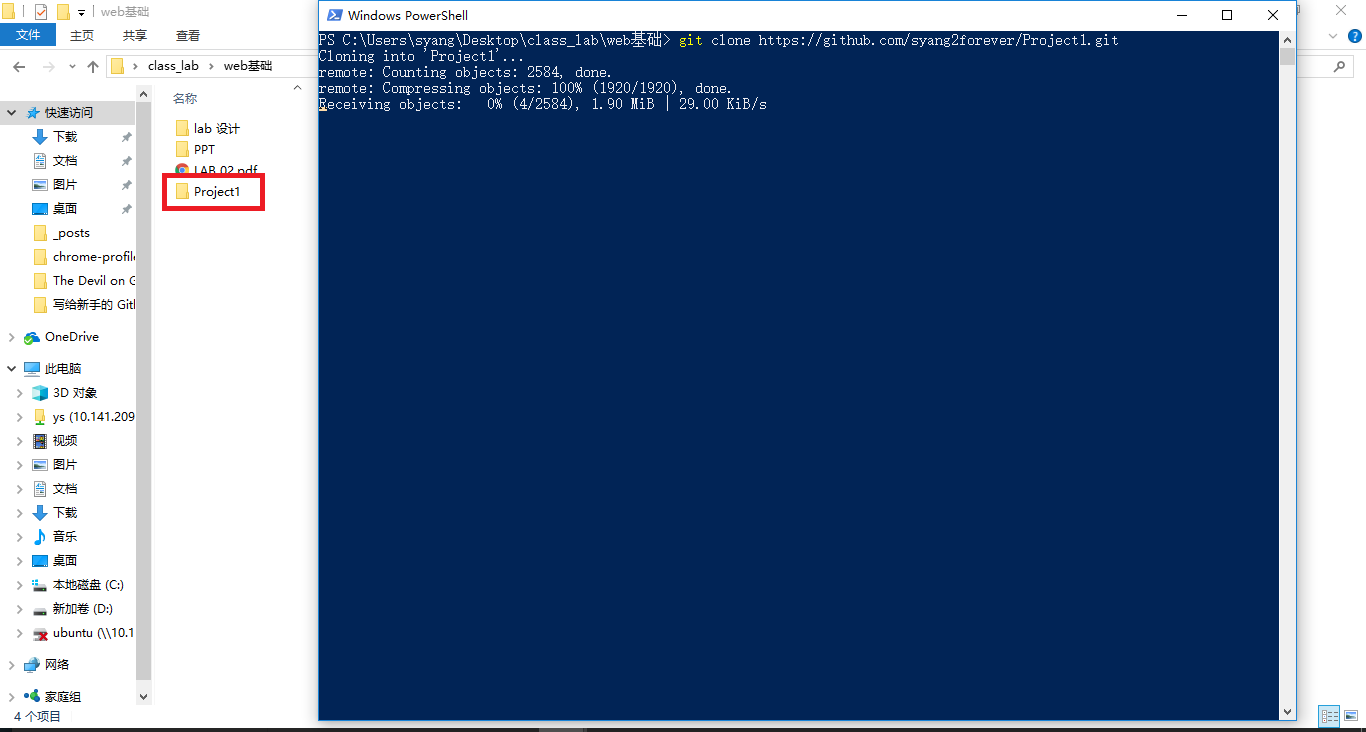 web基础
文件 主页 共享 查看
class_lab web基础
快速访问
下载
文档
图片
桌面
_posts
chrome-profile
The Devil on G
写给新手的 Gitl
OneDrive
此电脑
3D 对象
ys (10.141.209
视频
图片
文档
下载
音乐
桌面
本地磁盘 (C:)
新加卷 (D:)
ubuntu (\\10.1
网络
家庭组
4 个项目
名称
lab 设计
PPT
LAB 02.pdf
Project1
Windows PowerShell
PS C:\Users\syang\Desktop\class_lab\web基础> git clone https://github.com/syang2forever/Project1.git
Cloning into 'Project1'...
remote: Counting objects: 2584, done.
remote: Compressing objects: 100% (1920/1920), done.
Receiving objects:   0% (4/2584), 1.90 MiB | 29.00 KiB/s